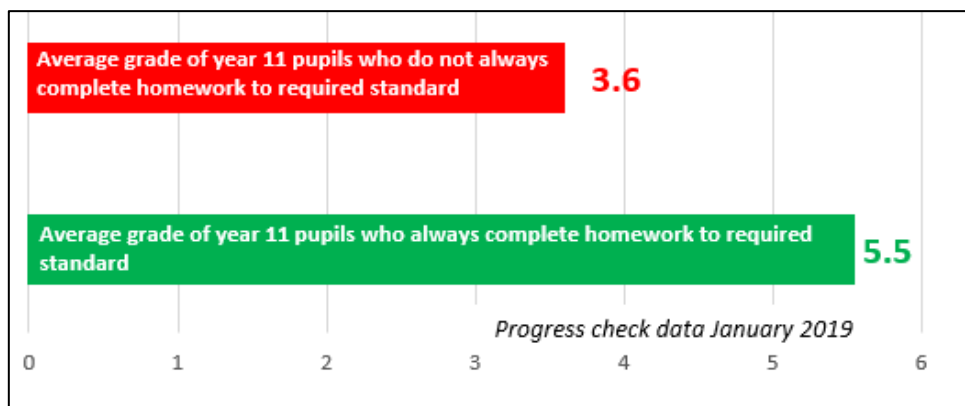 Average grade of year 11 pupils who do not always
complete homework to required standard
3.6
Average grade of year 11 pupils who always complete homework to required
standard
5.5
Progress check data January 2019
0 1 2 3 4 5 6